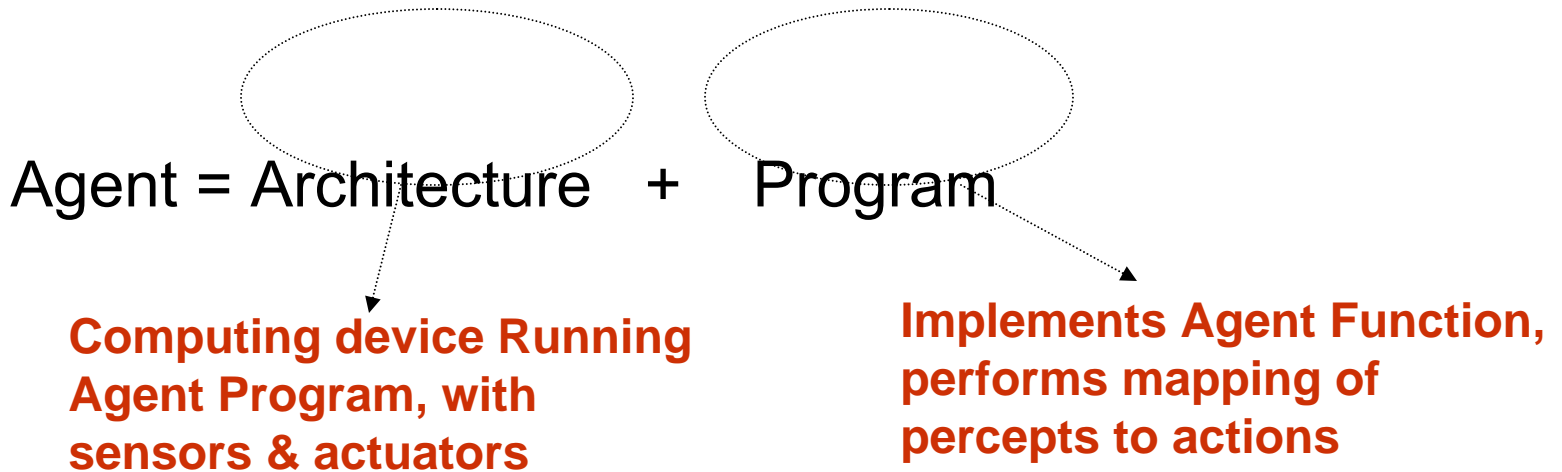 Agent = Architecture + Program
Computing device Running
Agent Program, with
sensors & actuators
Implements Agent Function,
performs mapping of
percepts to actions